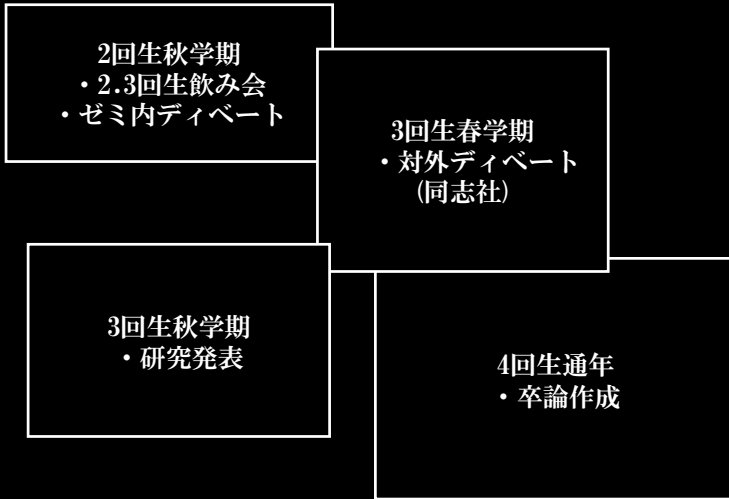 2回生秋学期
・2.3回生飲み会
・ゼミ内ディベート
3回生春学期
・対外ディベート
(同志社)
3回生秋学期
・研究発表
4回生通年
・卒論作成